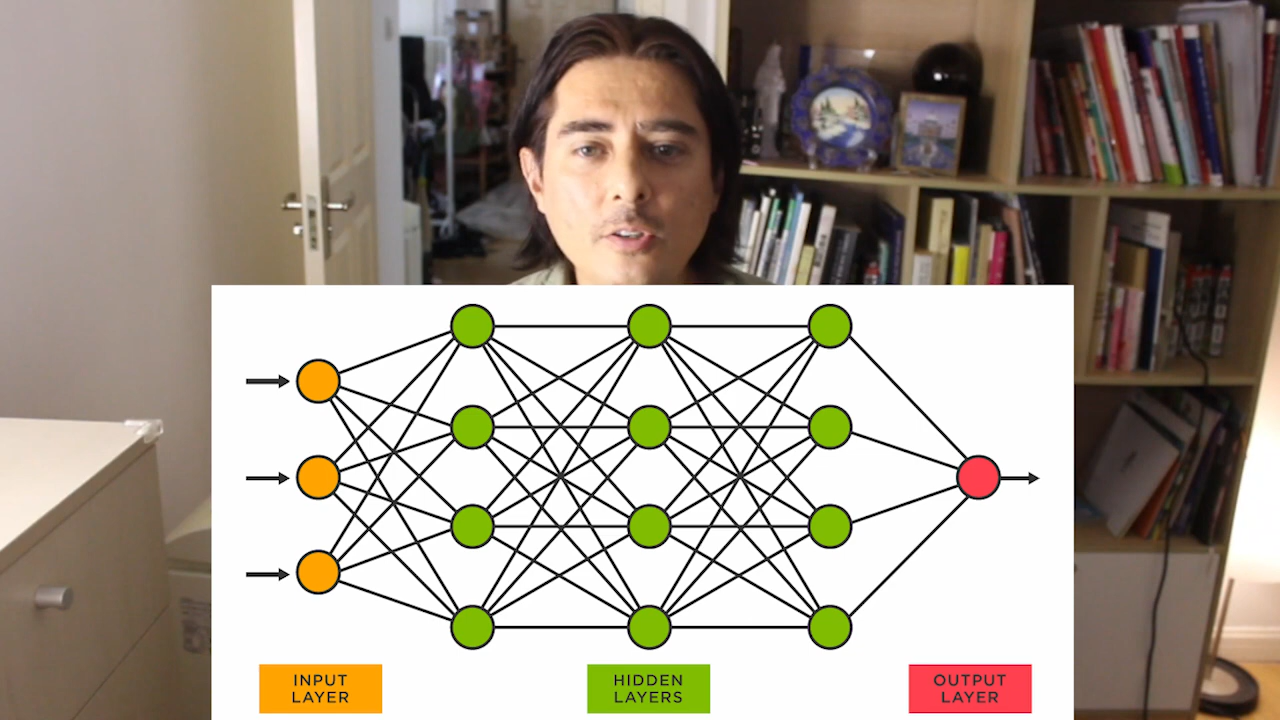 INPUT
LAYER
HIDDEN
LAYERS
OUTPUT
LAYER